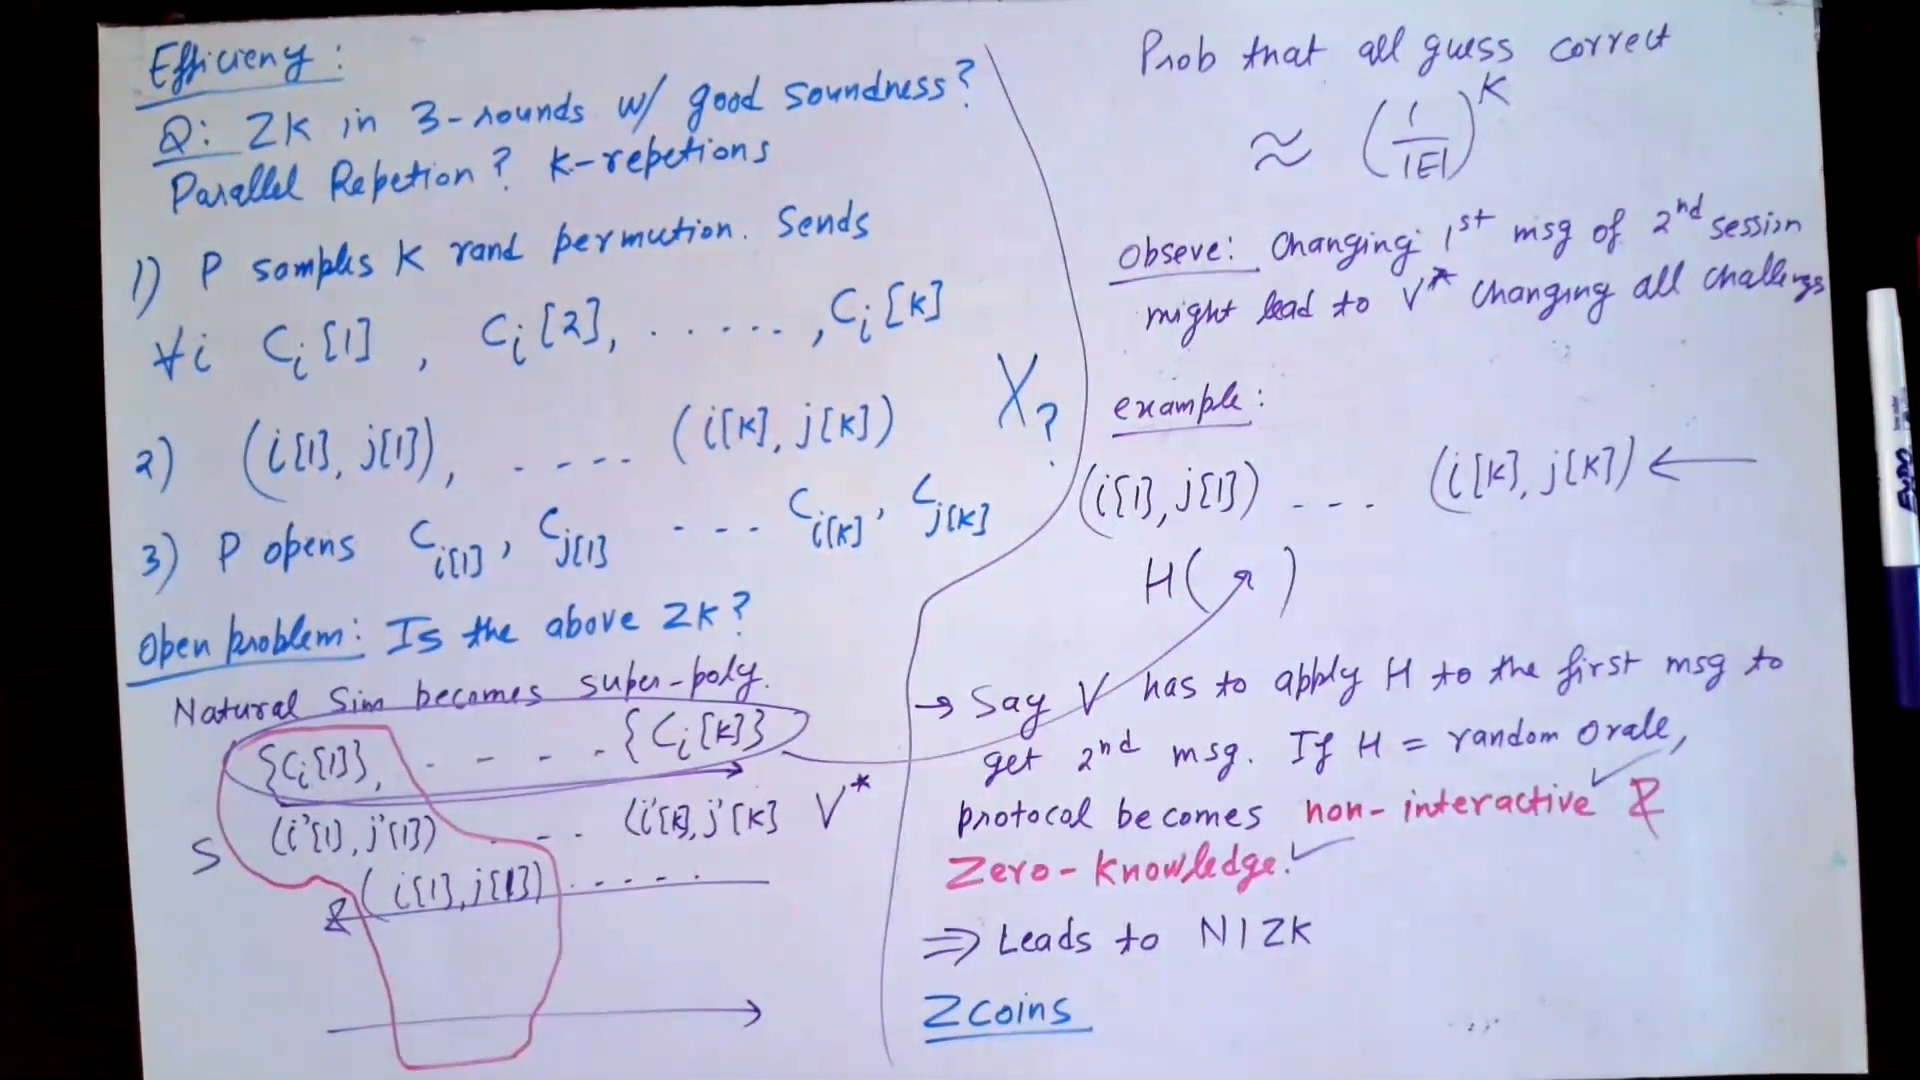 Efficieny :
Q: ZK in 3-rounds w/ good soundness?
Parallel Repetion? K-repetions
1) P samples K rand permution. Sends
∀i Ci[1] , Ci[2], . . . . . . , Ci[K]
2) (i[1], j[1]), . - - . . (i[K], j[K])
X?
3) P opens Ci[1] , Cj[1] - - - Ci[K] , Cj[K]
Open problem: Is the above ZK?
Natural Sim becomes super-poly.
{Ci[1]}, - - - - {Ci[K]}
(i'[1], j'[1]) - . . (i'[K], j'[K] V*
S
(i[1], j[1]) . - - - .
Prob that all guess correct
≈ (1/|E|)^K
Obseve: Changing 1st msg of 2nd session
might lead to V* changing all challengs
example:
(i[1], j[1]) - - - (i[K], j[K]) ←
H( )
→ Say V has to apply H to the first msg to
get 2nd msg. If H = random Orale,
protocol becomes non-interactive ✓ &
Zero-Knowledge. ✓
⇒ Leads to NIZK
Zcoins
EXPO